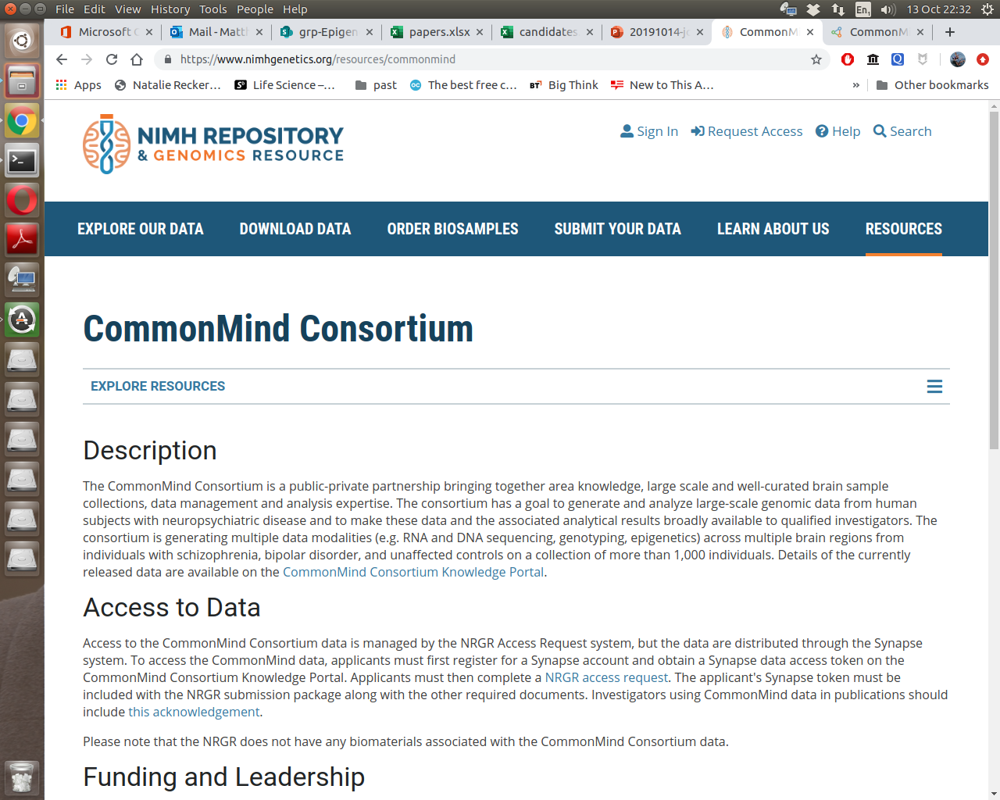 File Edit View History Tools People Help
En1 13 Oct 22:32
Microsoft Mail - Matt grp-Epigen papers.xlsx candidates 20191014-j CommonM CommonM
https://www.nimhgenetics.org/resources/commonmind
Apps Natalie Recker... Life Science –... past The best free c... Big Think New to This A... » Other bookmarks
NIMH REPOSITORY
& GENOMICS RESOURCE
Sign In Request Access Help Search
EXPLORE OUR DATA DOWNLOAD DATA ORDER BIOSAMPLES SUBMIT YOUR DATA LEARN ABOUT US RESOURCES
CommonMind Consortium
EXPLORE RESOURCES
Description
The CommonMind Consortium is a public-private partnership bringing together area knowledge, large scale and well-curated brain sample
collections, data management and analysis expertise. The consortium has a goal to generate and analyze large-scale genomic data from human
subjects with neuropsychiatric disease and to make these data and the associated analytical results broadly available to qualified investigators. The
consortium is generating multiple data modalities (e.g. RNA and DNA sequencing, genotyping, epigenetics) across multiple brain regions from
individuals with schizophrenia, bipolar disorder, and unaffected controls on a collection of more than 1,000 individuals. Details of the currently
released data are available on the CommonMind Consortium Knowledge Portal.
Access to Data
Access to the CommonMind Consortium data is managed by the NRGR Access Request system, but the data are distributed through the Synapse
system. To access the CommonMind data, applicants must first register for a Synapse account and obtain a Synapse data access token on the
CommonMind Consortium Knowledge Portal. Applicants must then complete a NRGR access request. The applicant's Synapse token must be
included with the NRGR submission package along with the other required documents. Investigators using CommonMind data in publications should
include this acknowledgement.
Please note that the NRGR does not have any biomaterials associated with the CommonMind Consortium data.
Funding and Leadership